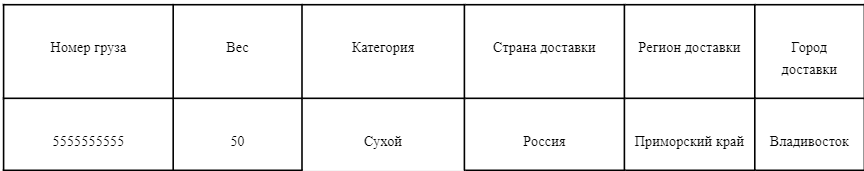 Номер груза Вес Категория Страна доставки Регион доставки Город
доставки
5555555555 50 Сухой Россия Приморский край Владивосток